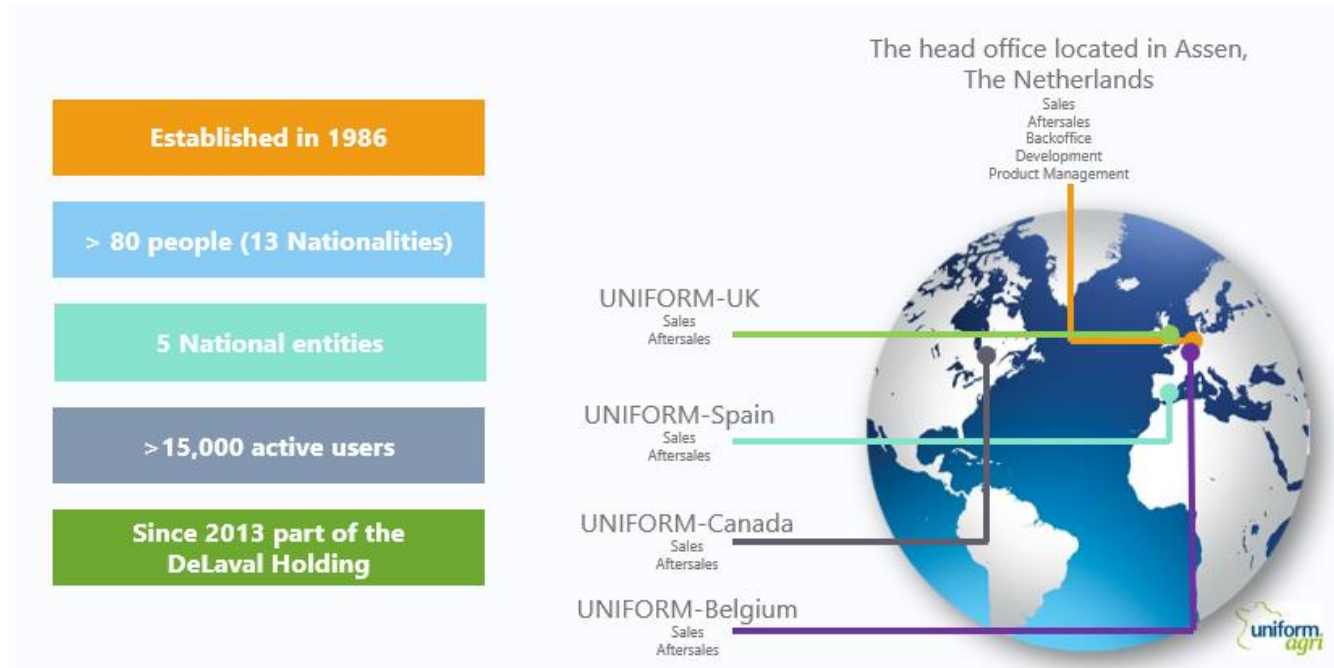 Established in 1986
> 80 people (13 Nationalities)
5 National entities
>15,000 active users
Since 2013 part of the
DeLaval Holding
The head office located in Assen,
The Netherlands
Sales
Aftersales
Backoffice
Development
Product Management
UNIFORM-UK
Sales
Aftersales
UNIFORM-Spain
Sales
Aftersales
UNIFORM-Canada
Sales
Aftersales
UNIFORM-Belgium
Sales
Aftersales
uniform
agri